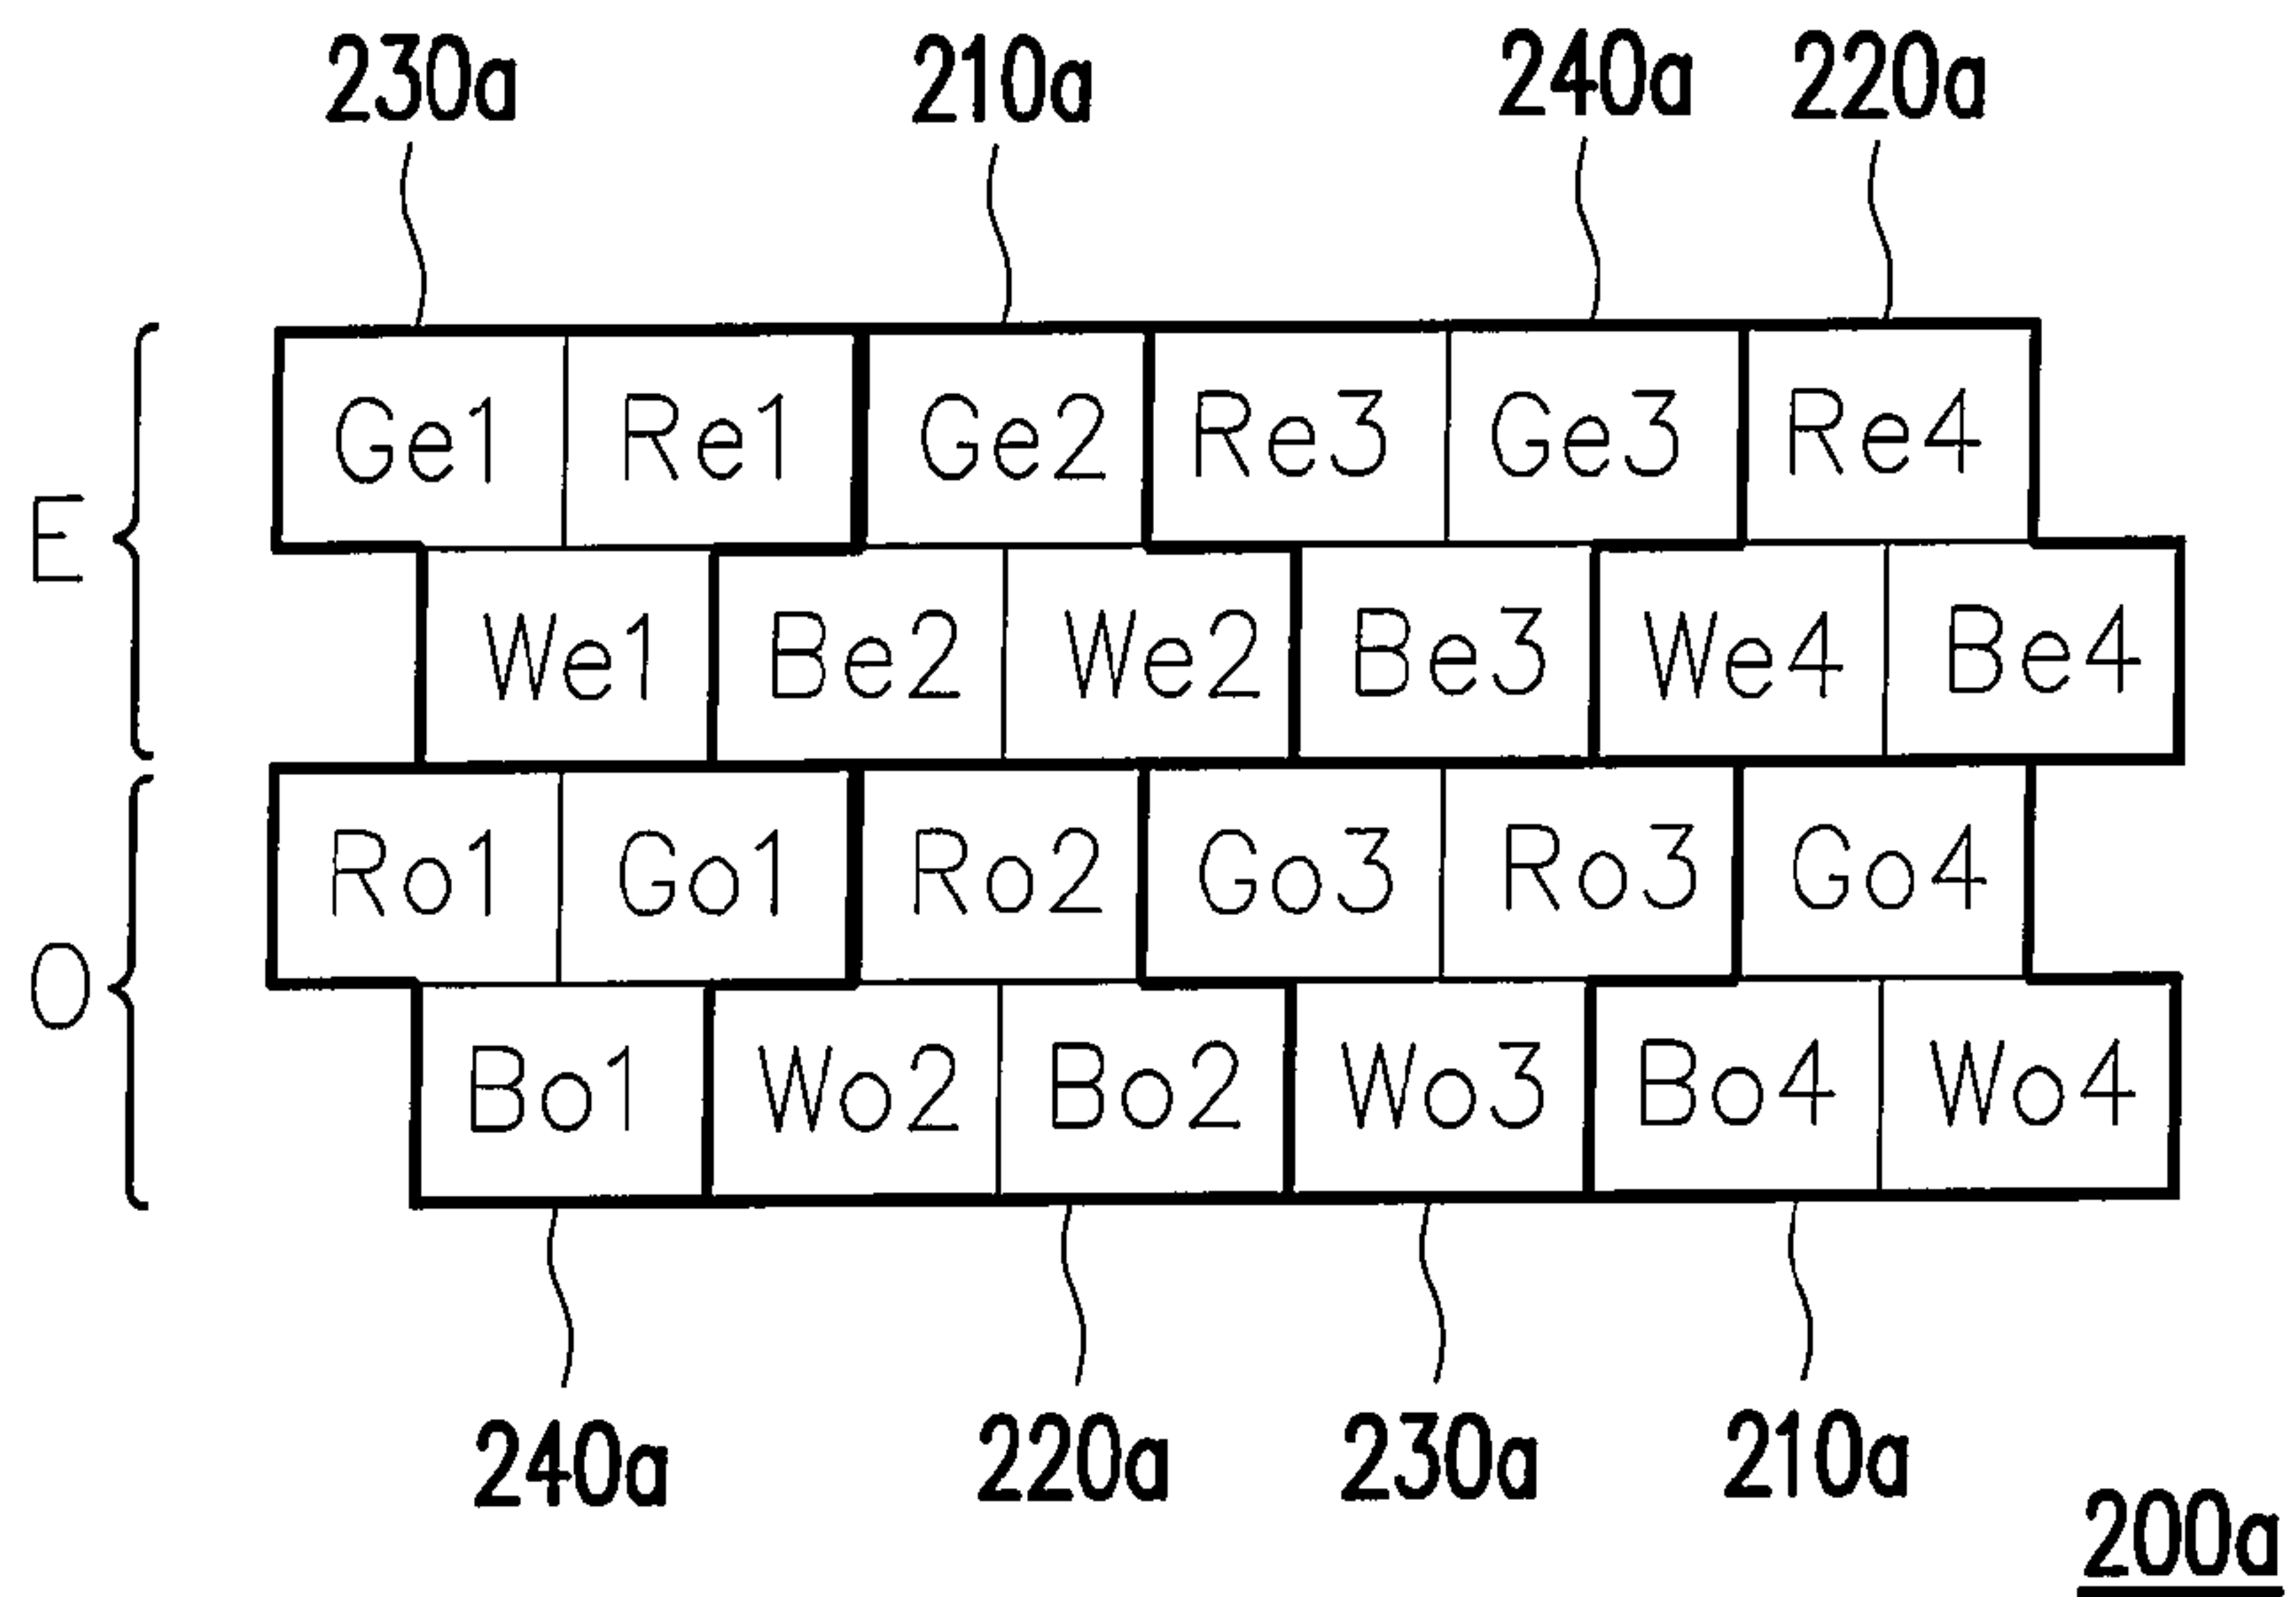 230a 210a 240a 220a
Ge1 Re1 Ge2 Re3 Ge3 Re4
E
We1 Be2 We2 Be3 We4 Be4
Ro1 Go1 Ro2 Go3 Ro3 Go4
O
Bo1 Wo2 Bo2 Wo3 Bo4 Wo4
240a 220a 230a 210a
200a